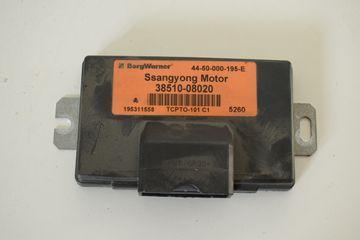 BorgWarner 44-50-000-195-E
Ssangyong Motor
38510-08020
195311558 TCPTO-101 C1 5260